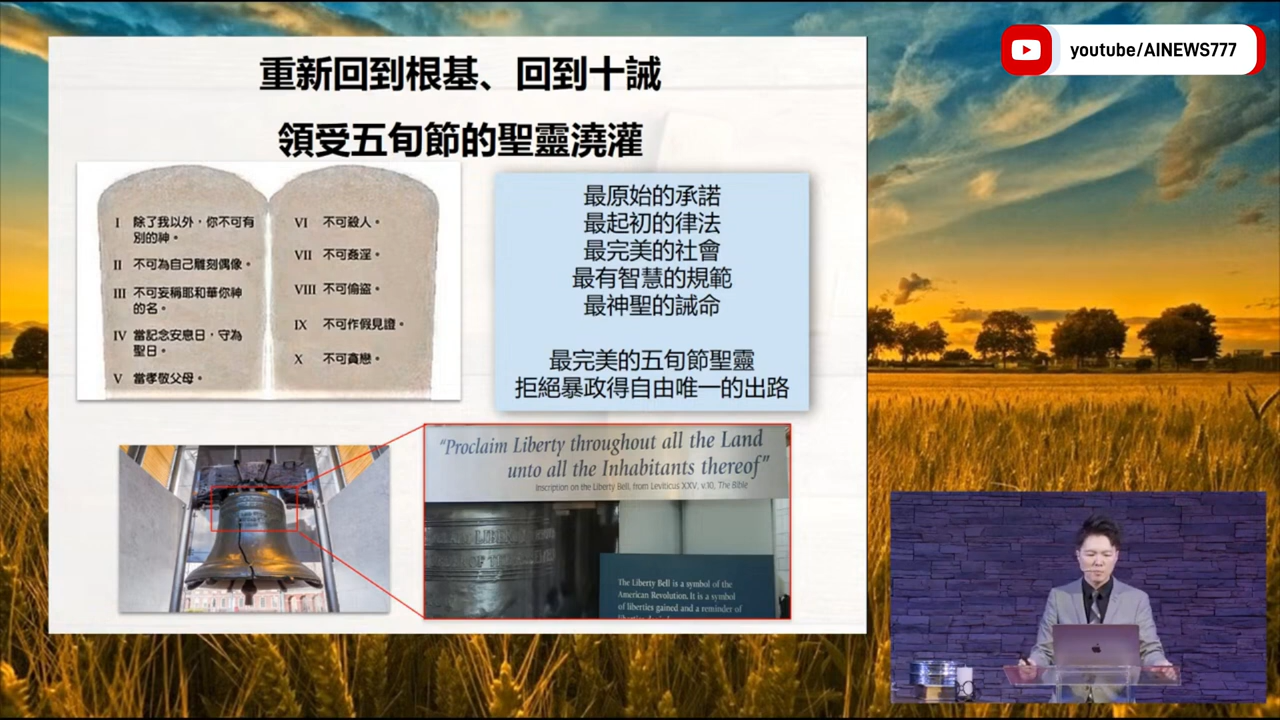 youtube/AINEWS777
重新回到根基、回到十誡
領受五旬節的聖靈澆灌
I 除了我以外，你不可有
別的神。
II 不可為自己雕刻偶像。
III 不可妄稱耶和華你神
的名。
IV 當記念安息日，守為
聖日。
V 當孝敬父母。
VI 不可殺人。
VII 不可姦淫。
VIII 不可偷盜。
IX 不可作假見證。
X 不可貪戀。
最原始的承諾
最起初的律法
最完美的社會
最有智慧的規範
最神聖的誡命
最完美的五旬節聖靈
拒絕暴政得自由唯一的出路
“Proclaim Liberty throughout all the Land
unto all the Inhabitants thereof”
Inscription on the Liberty Bell, from Leviticus XXV, v.10, The Bible
The Liberty Bell is a symbol of the
American Revolution. It is a symbol
of liberties gained and a reminder of